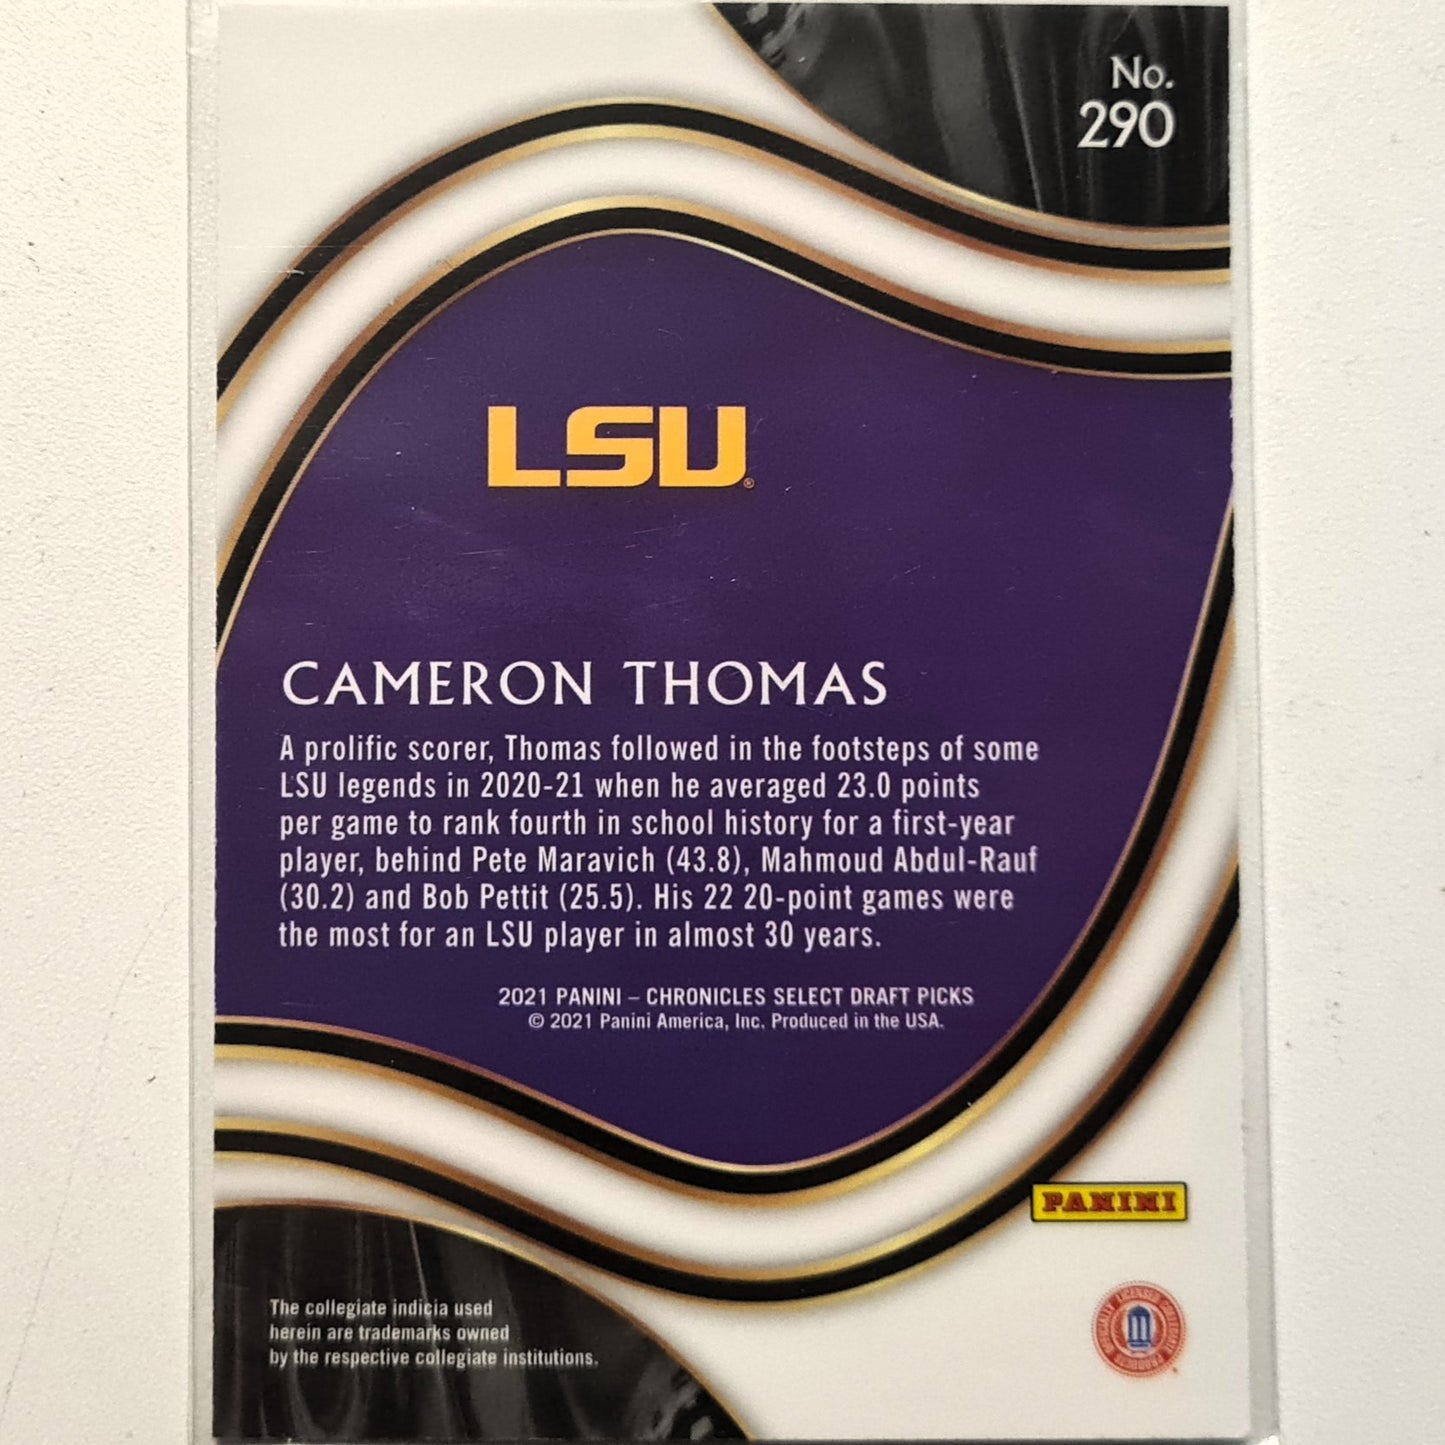 No.
290
LSU®
CAMERON THOMAS
A prolific scorer, Thomas followed in the footsteps of some
LSU legends in 2020-21 when he averaged 23.0 points
per game to rank fourth in school history for a first-year
player, behind Pete Maravich (43.8), Mahmoud Abdul-Rauf
(30.2) and Bob Pettit (25.5). His 22 20-point games were
the most for an LSU player in almost 30 years.
2021 PANINI – CHRONICLES SELECT DRAFT PICKS
© 2021 Panini America, Inc. Produced in the USA.
PANINI
The collegiate indicia used
herein are trademarks owned
by the respective collegiate institutions.
OFFICIALLY LICENSED COLLEGIATE PRODUCTS